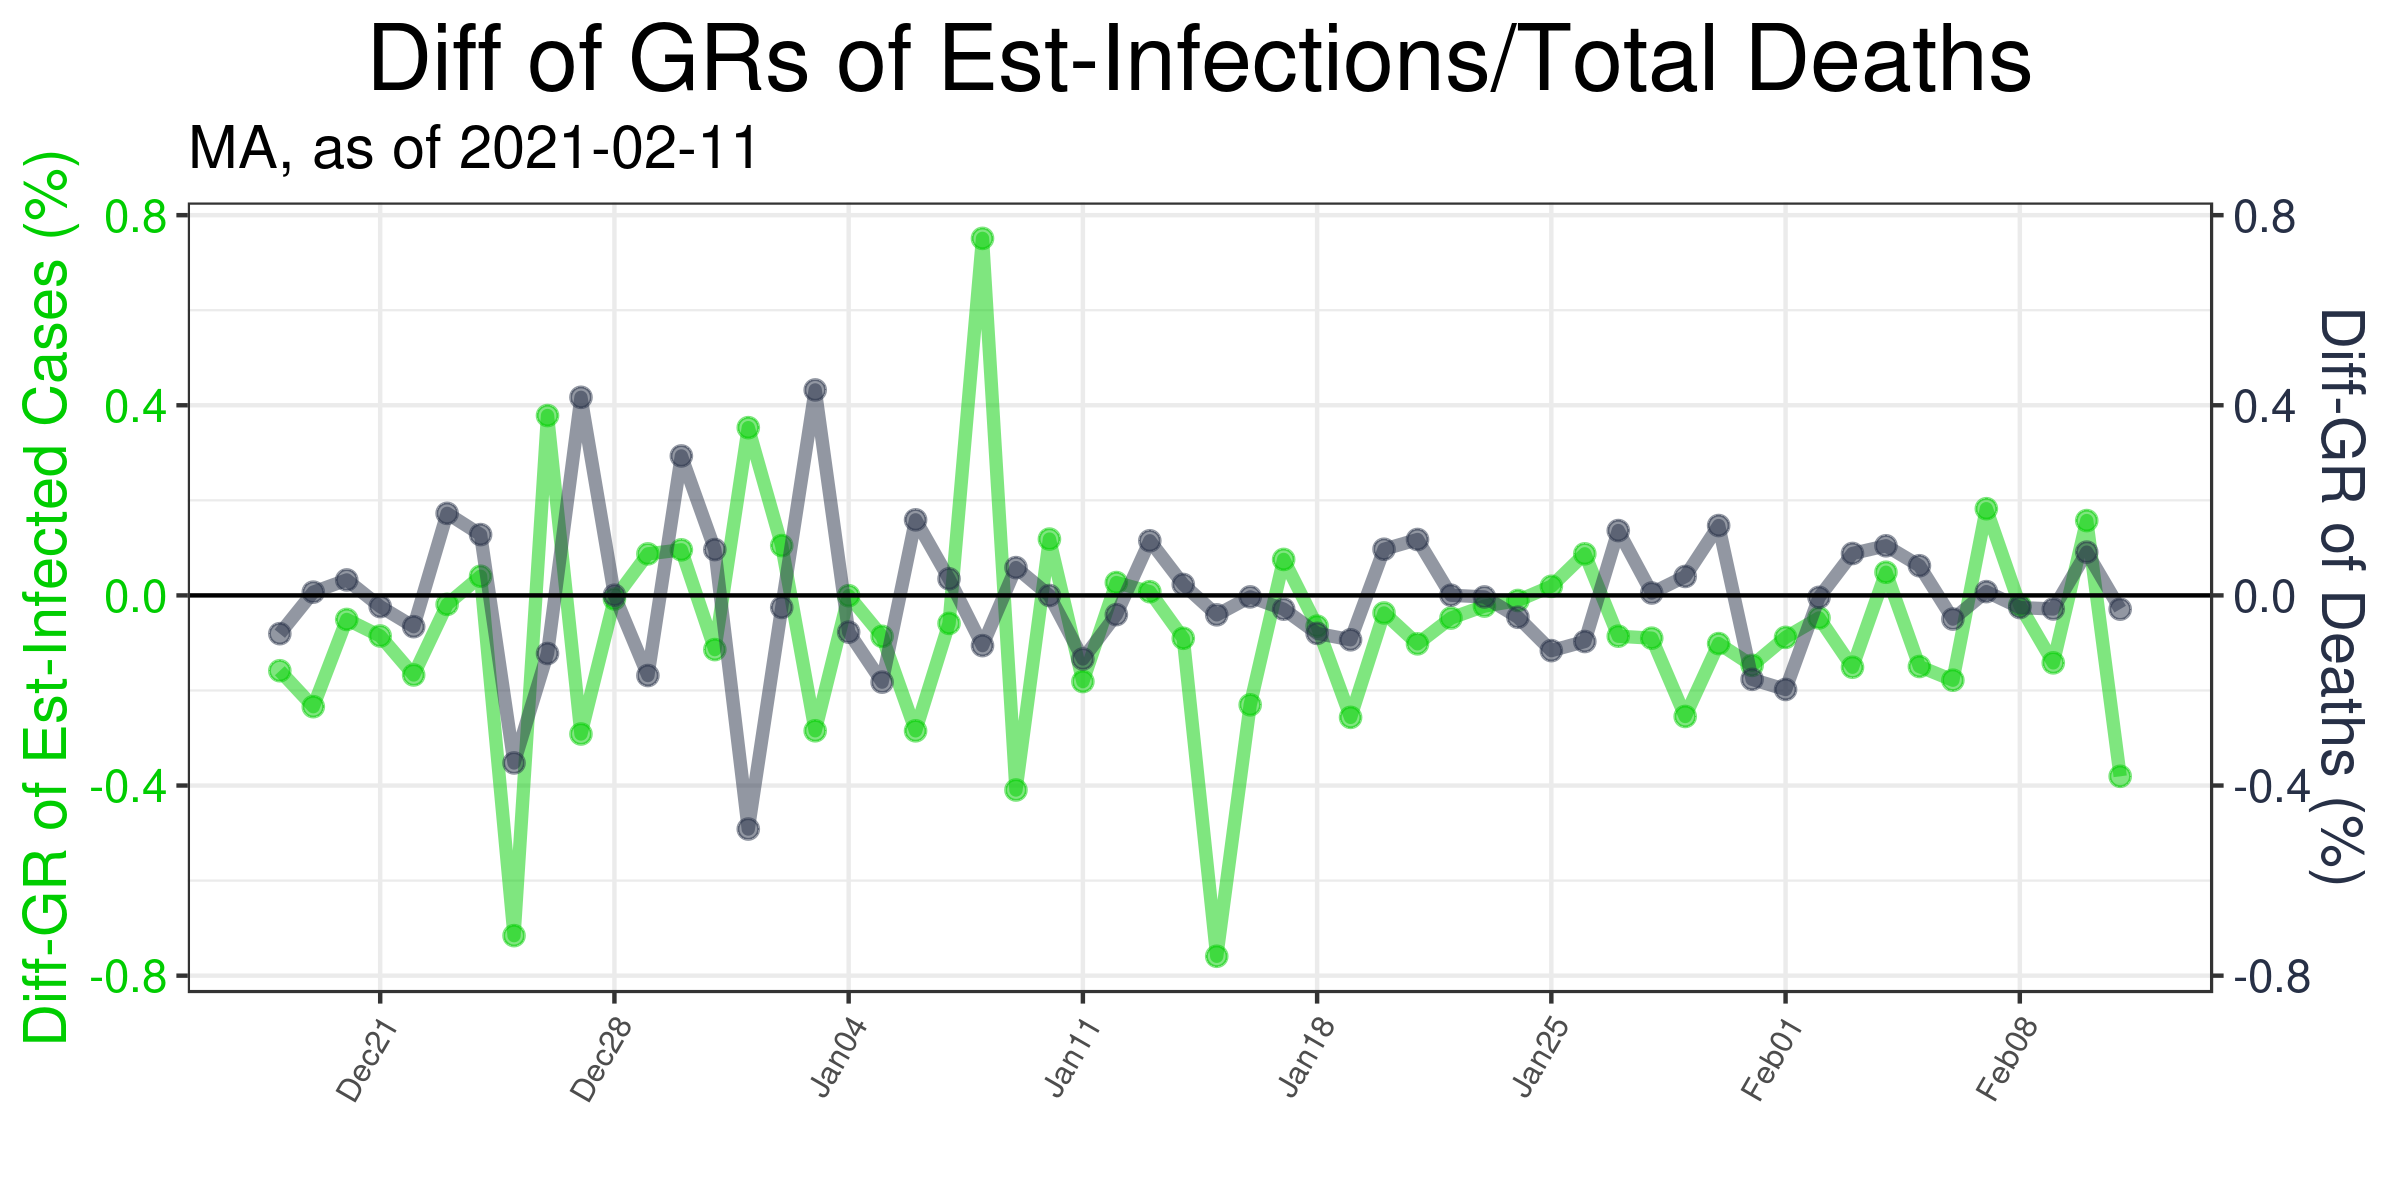 Diff of GRs of Est-Infections/Total Deaths
MA, as of 2021-02-11
Diff-GR of Est-Infected Cases (%)
0.8
0.4
0.0
-0.4
-0.8
0.8
0.4
0.0
-0.4
-0.8
Diff-GR of Deaths (%)
Dec21
Dec28
Jan04
Jan11
Jan18
Jan25
Feb01
Feb08